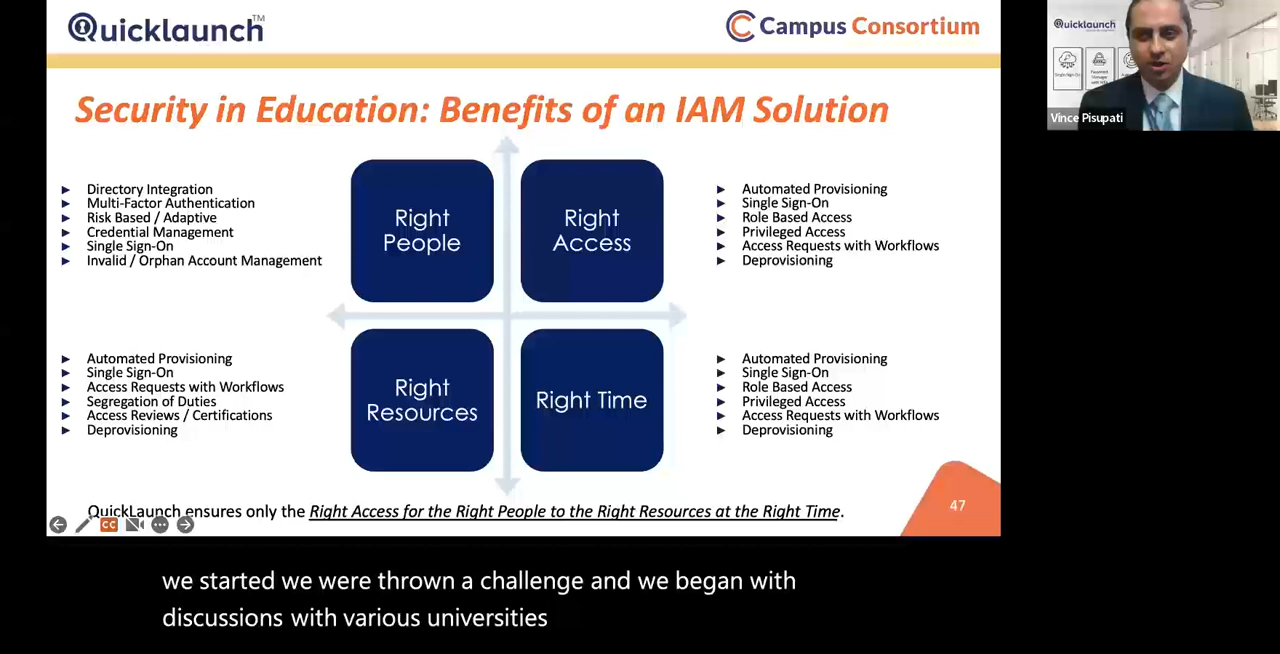 Quicklaunch™
Campus Consortium
Security in Education: Benefits of an IAM Solution
Directory Integration
Multi-Factor Authentication
Risk Based / Adaptive
Credential Management
Single Sign-On
Invalid / Orphan Account Management
Right
People
Right
Access
Automated Provisioning
Single Sign-On
Role Based Access
Privileged Access
Access Requests with Workflows
Deprovisioning
Automated Provisioning
Single Sign-On
Access Requests with Workflows
Segregation of Duties
Access Reviews / Certifications
Deprovisioning
Right
Resources
Right Time
Automated Provisioning
Single Sign-On
Role Based Access
Privileged Access
Access Requests with Workflows
Deprovisioning
QuickLaunch ensures only the Right Access for the Right People to the Right Resources at the Right Time.
47
CC
Quicklaunch
Vince Pisupati
we started we were thrown a challenge and we began with
discussions with various universities